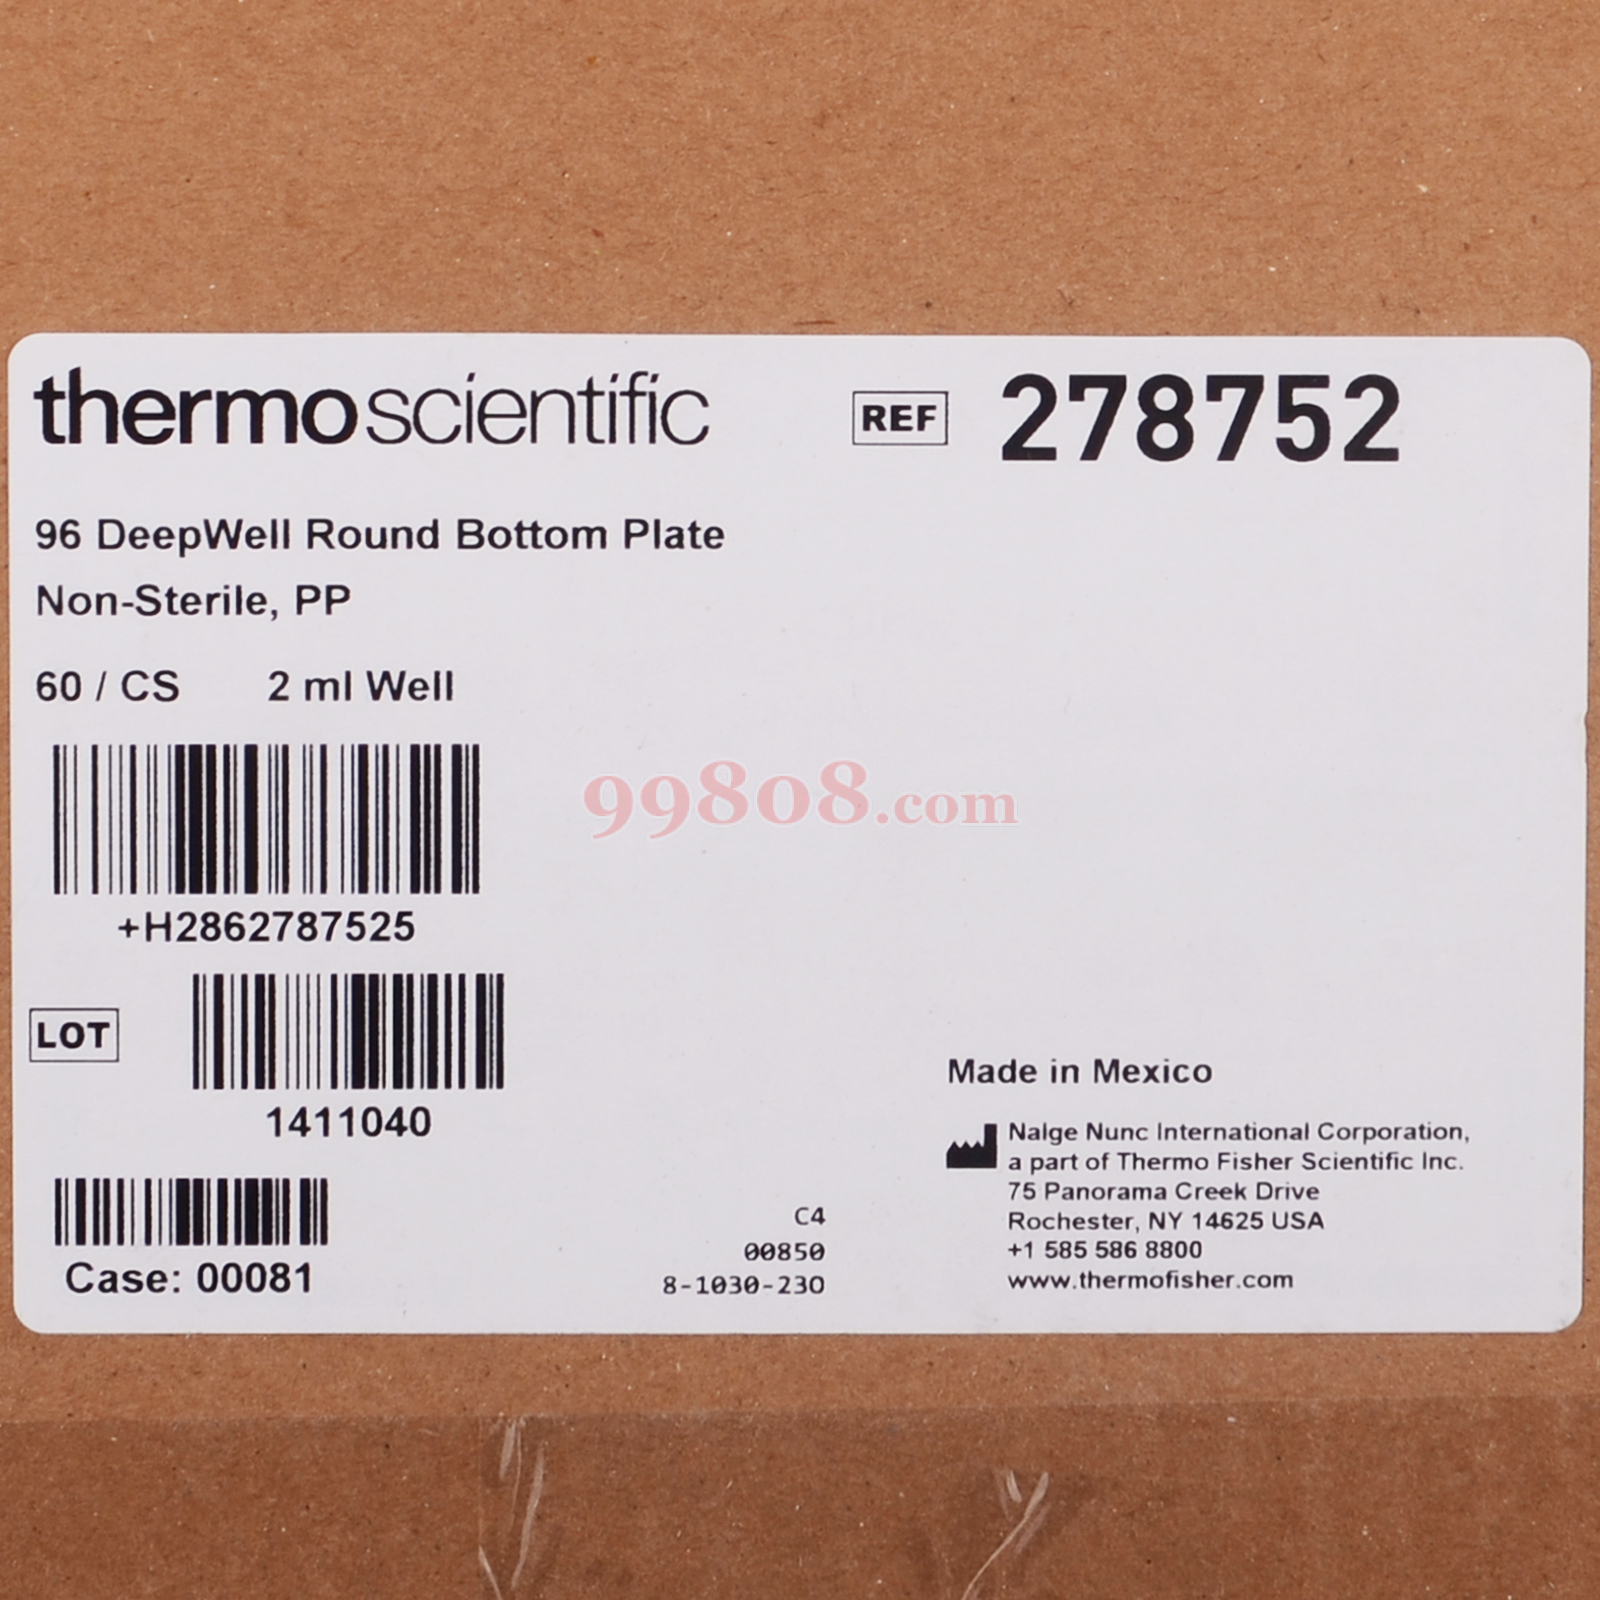 thermo scientific
REF 278752
96 DeepWell Round Bottom Plate
Non-Sterile, PP
60 / CS 2 ml Well
99808.com
+H2862787525
LOT
1411040
Case: 00081
C4
00850
8-1030-230
Made in Mexico
Nalge Nunc International Corporation,
a part of Thermo Fisher Scientific Inc.
75 Panorama Creek Drive
Rochester, NY 14625 USA
+1 585 586 8800
www.thermofisher.com